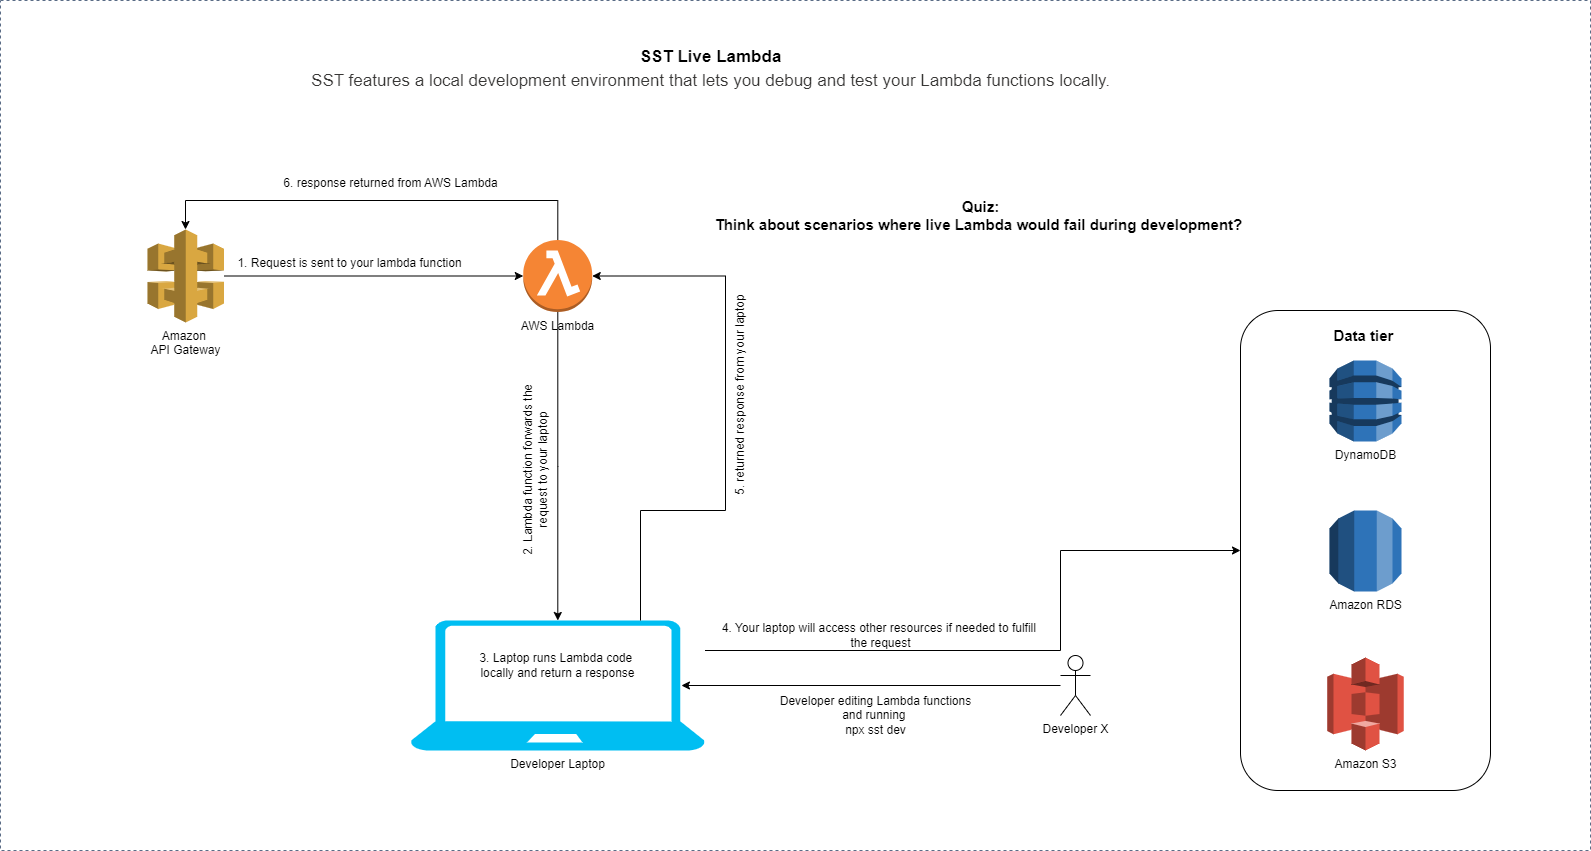 SST Live Lambda
SST features a local development environment that lets you debug and test your Lambda functions locally.
6. response returned from AWS Lambda
Quiz:
Think about scenarios where live Lambda would fail during development?
1. Request is sent to your lambda function
Amazon
API Gateway
AWS Lambda
2. Lambda function forwards the
request to your laptop
5. returned response from your laptop
Data tier
DynamoDB
Amazon RDS
Amazon S3
3. Laptop runs Lambda code
locally and return a response
Developer Laptop
4. Your laptop will access other resources if needed to fulfill
the request
Developer editing Lambda functions
and running
npx sst dev
Developer X